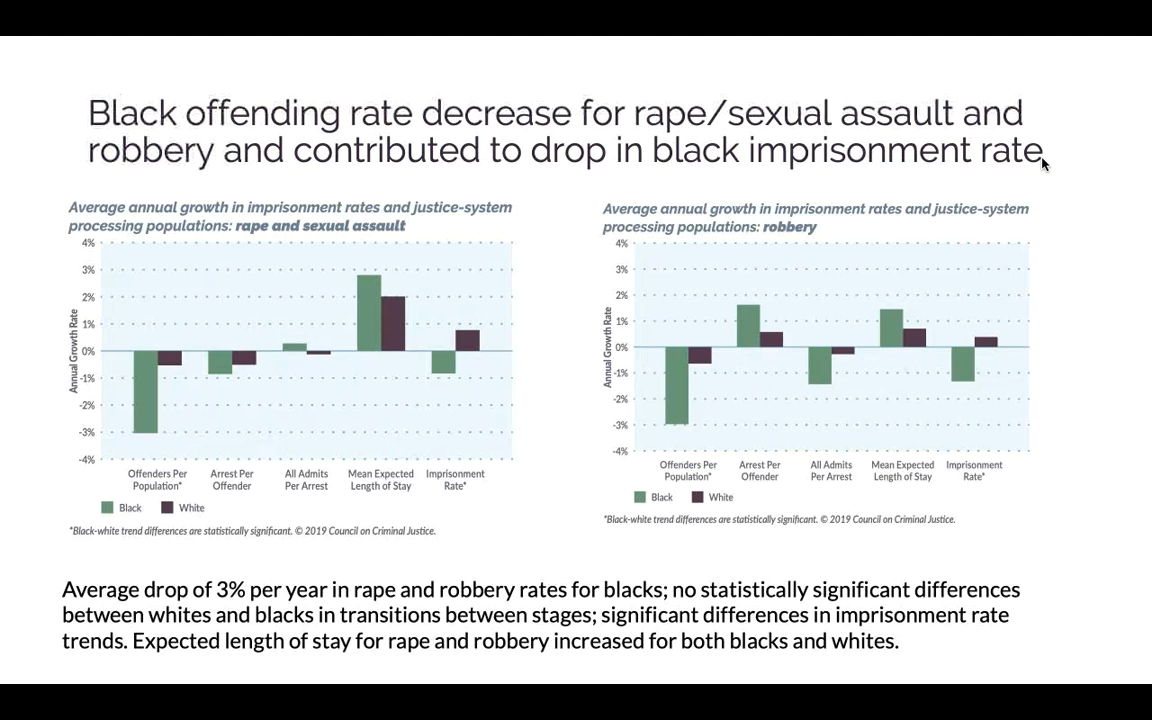 Black offending rate decrease for rape/sexual assault and
robbery and contributed to drop in black imprisonment rate
Average annual growth in imprisonment rates and justice-system
processing populations: rape and sexual assault
4%
3%
2%
1%
0%
-1%
-2%
-3%
-4%
Annual Growth Rate
Offenders Per
Population*
Arrest Per
Offender
All Admits
Per Arrest
Mean Expected
Length of Stay
Imprisonment
Rate*
Black
White
*Black-white trend differences are statistically significant. © 2019 Council on Criminal Justice.
Average annual growth in imprisonment rates and justice-system
processing populations: robbery
4%
3%
2%
1%
0%
-1%
-2%
-3%
-4%
Annual Growth Rate
Offenders Per
Population*
Arrest Per
Offender
All Admits
Per Arrest
Mean Expected
Length of Stay
Imprisonment
Rate*
Black
White
*Black-white trend differences are statistically significant. © 2019 Council on Criminal Justice.
Average drop of 3% per year in rape and robbery rates for blacks; no statistically significant differences
between whites and blacks in transitions between stages; significant differences in imprisonment rate
trends. Expected length of stay for rape and robbery increased for both blacks and whites.